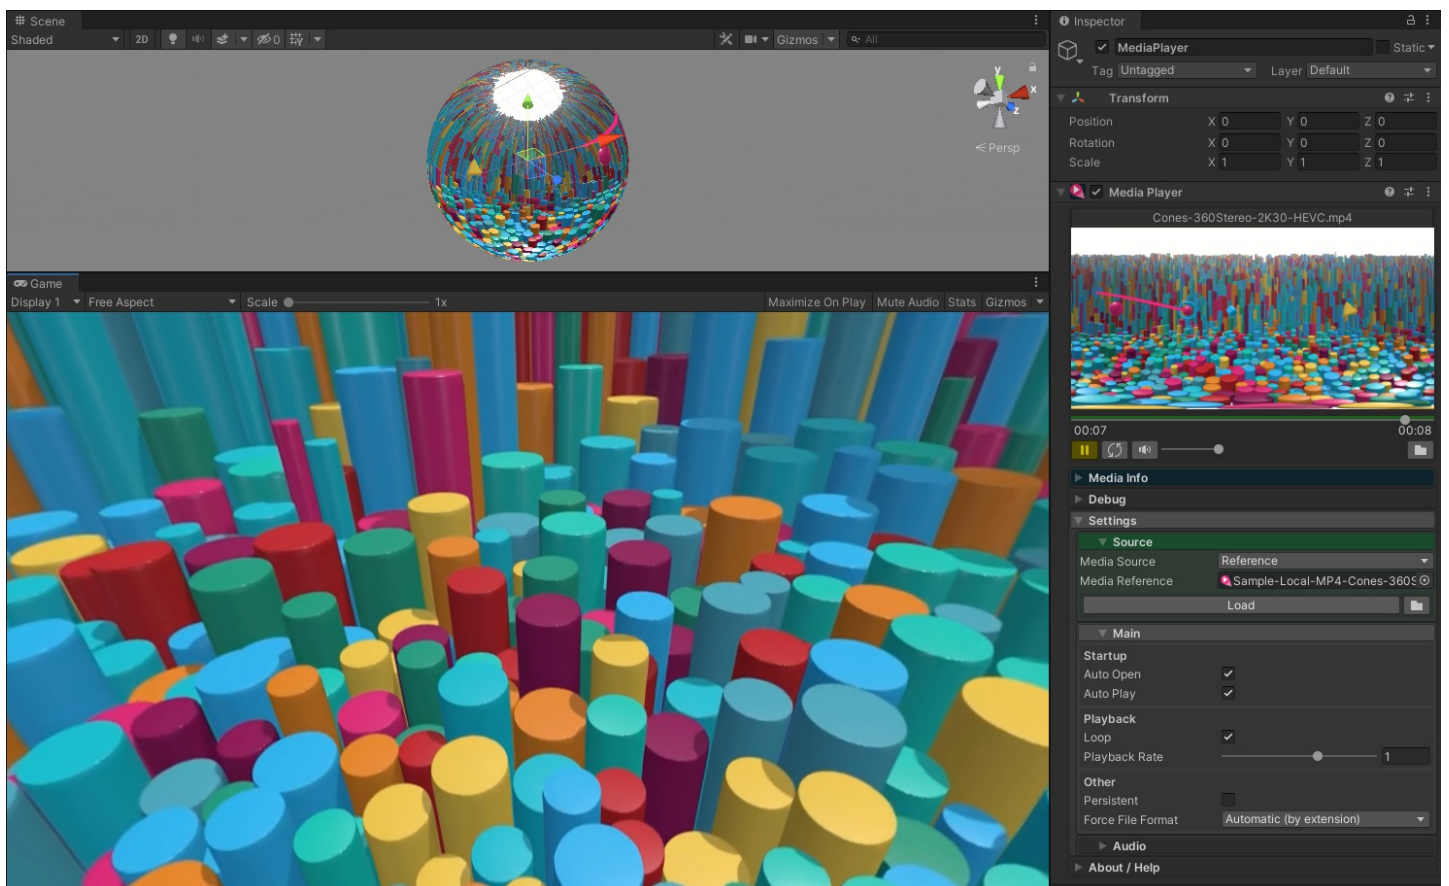 Scene
Shaded 2D 0 Gizmos All
y
x
z
Persp
Game
Display 1 Free Aspect Scale 1x Maximize On Play Mute Audio Stats Gizmos
Inspector
MediaPlayer Static
Tag Untagged Layer Default
Transform
Position X 0 Y 0 Z 0
Rotation X 0 Y 0 Z 0
Scale X 1 Y 1 Z 1
Media Player
Cones-360Stereo-2K30-HEVC.mp4
00:07 00:08
Media Info
Debug
Settings
Source
Media Source Reference
Media Reference Sample-Local-MP4-Cones-360S
Load
Main
Startup
Auto Open
Auto Play
Playback
Loop
Playback Rate 1
Other
Persistent
Force File Format Automatic (by extension)
Audio
About / Help